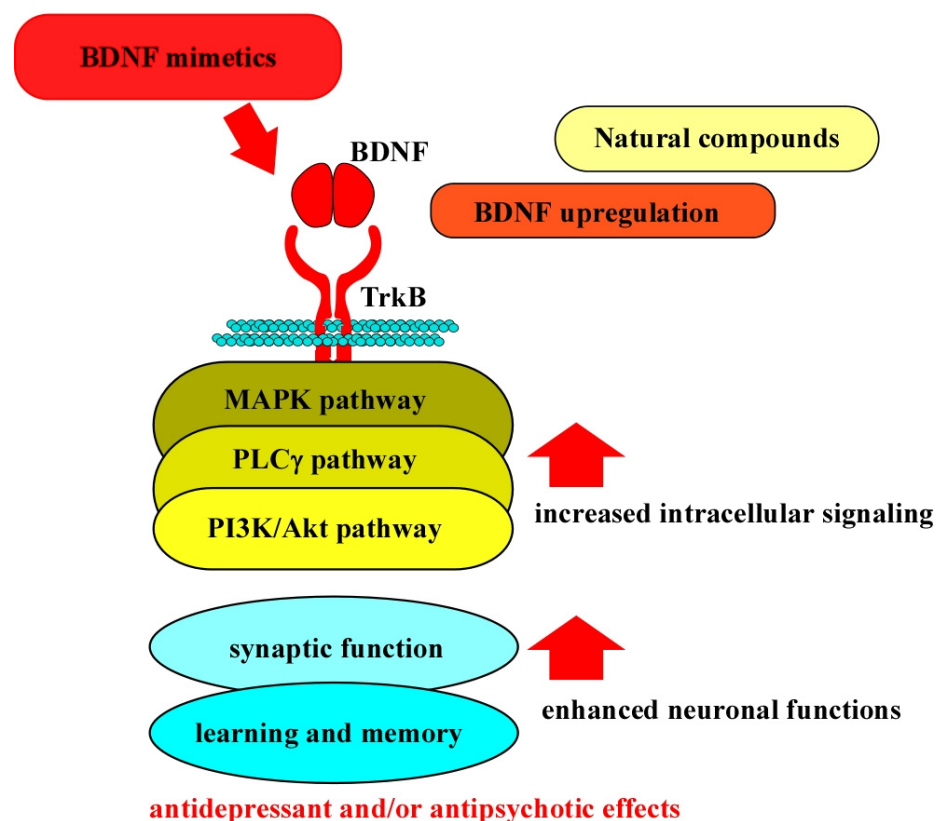 BDNF mimetics
BDNF
Natural compounds
BDNF upregulation
TrkB
MAPK pathway
PLCγ pathway
PI3K/Akt pathway
increased intracellular signaling
synaptic function
learning and memory
enhanced neuronal functions
antidepressant and/or antipsychotic effects